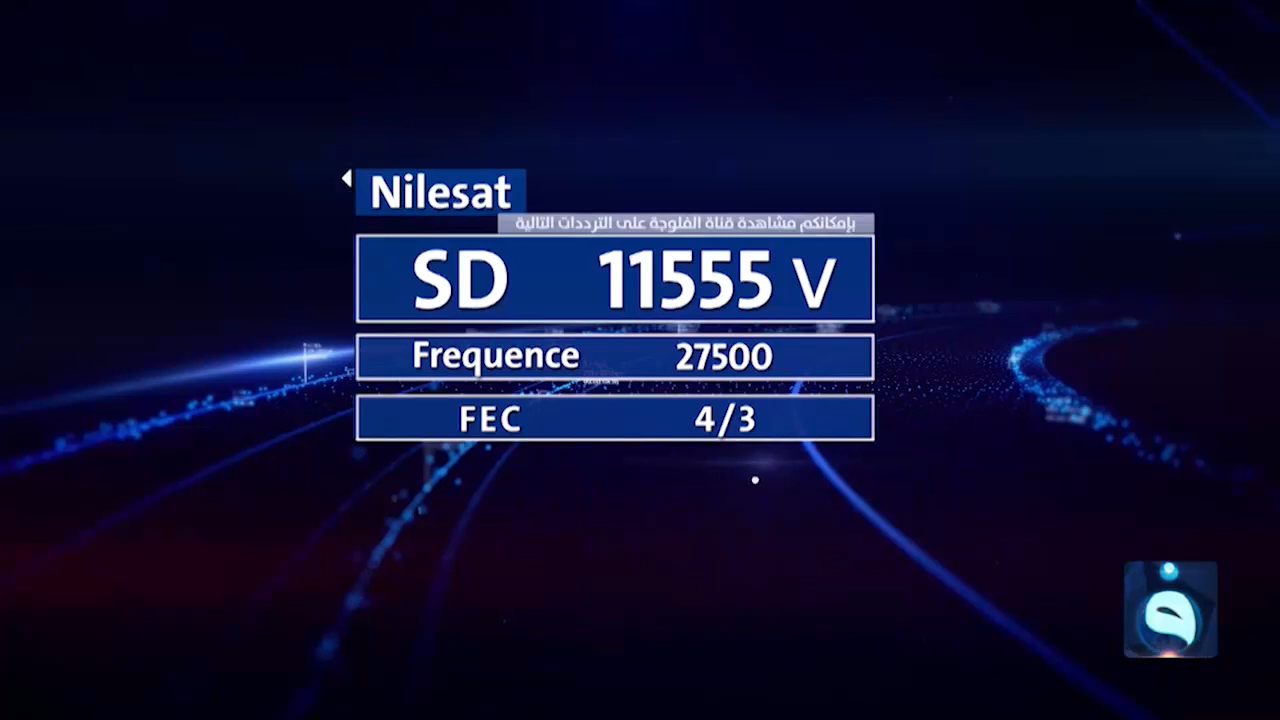 Nilesat
بإمكانكم مشاهدة قناة الفلوجة على الترددات التالية
SD 11555 V
Frequence 27500
FEC 4/3